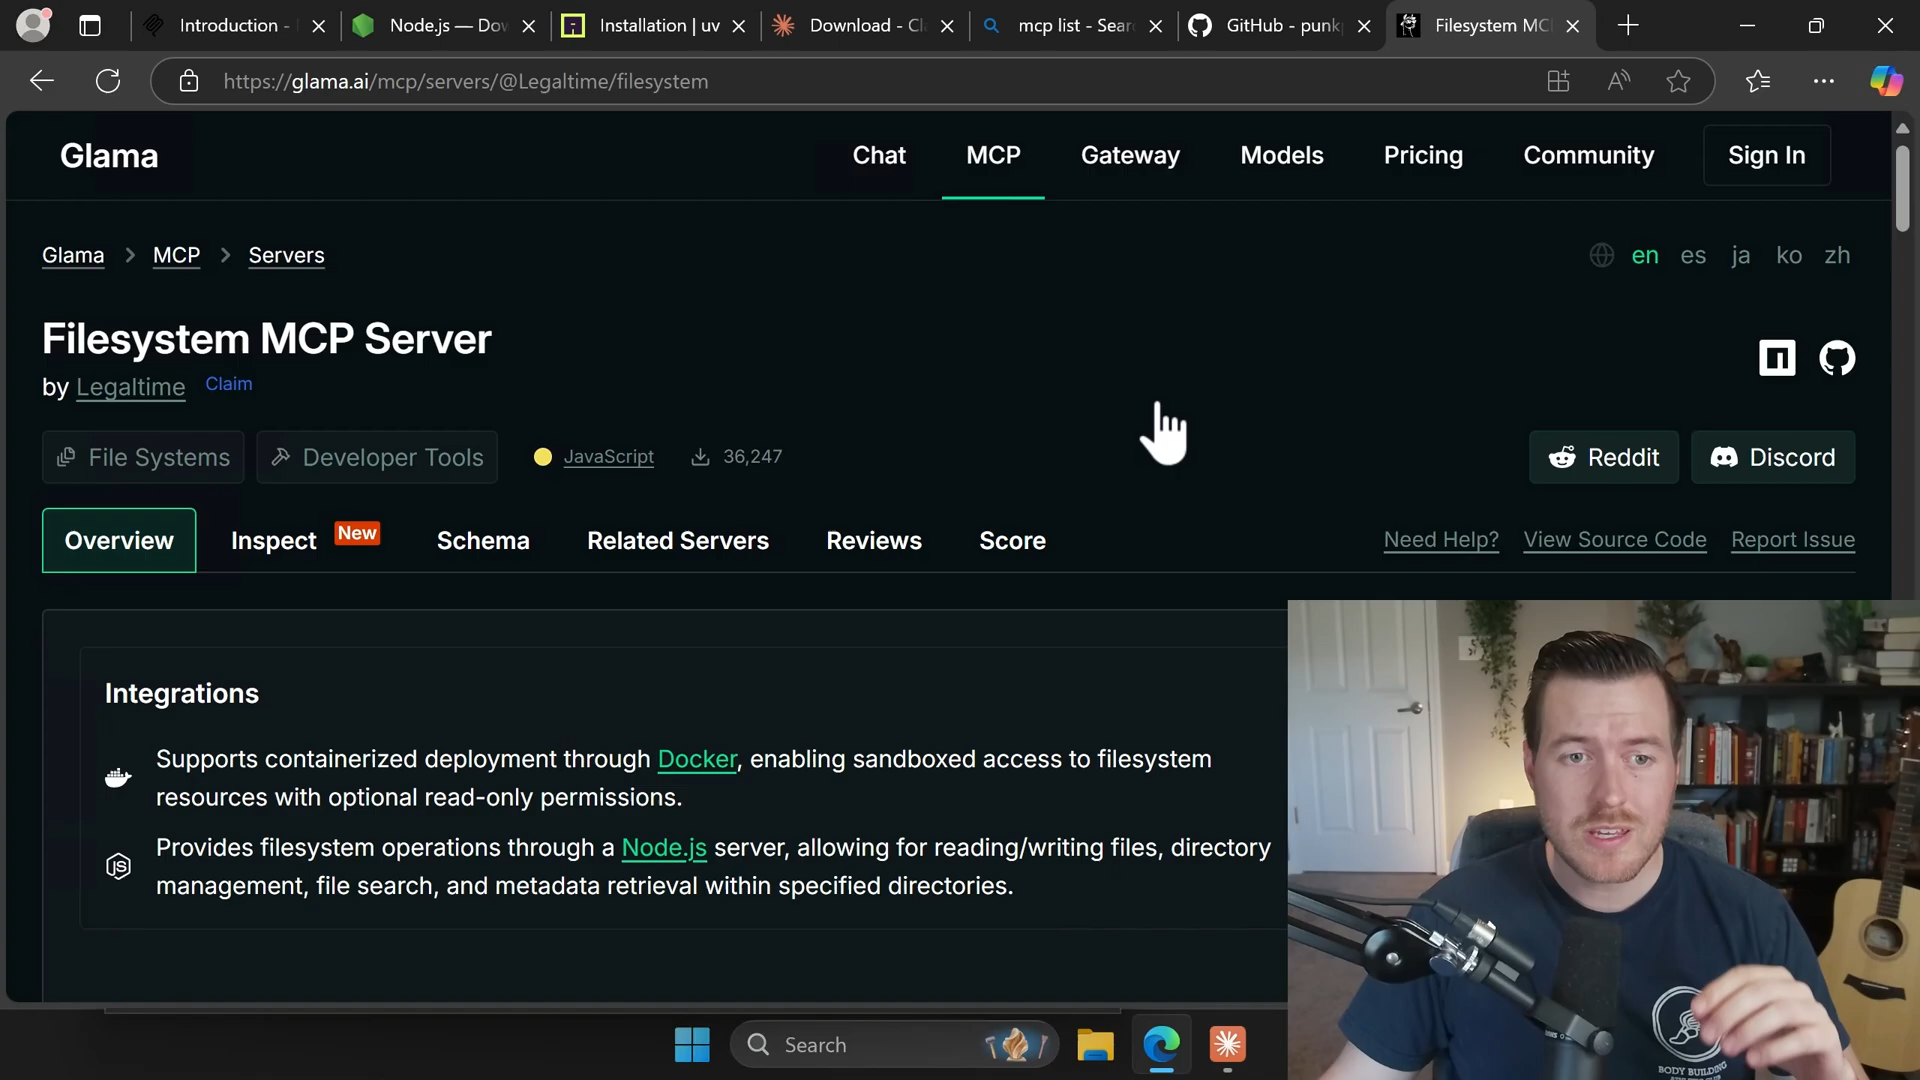 Introduction -
Node.js — Dow
Installation | uv
Download - Cl
mcp list - Sear
GitHub - punk
Filesystem MC
https://glama.ai/mcp/servers/@Legaltime/filesystem
Glama
Chat
MCP
Gateway
Models
Pricing
Community
Sign In
Glama > MCP > Servers
en es ja ko zh
Filesystem MCP Server
by Legaltime Claim
File Systems
Developer Tools
JavaScript
36,247
Reddit
Discord
Overview
Inspect New
Schema
Related Servers
Reviews
Score
Need Help?
View Source Code
Report Issue
Integrations
Supports containerized deployment through Docker, enabling sandboxed access to filesystem
resources with optional read-only permissions.
Provides filesystem operations through a Node.js server, allowing for reading/writing files, directory
management, file search, and metadata retrieval within specified directories.
Search
BODY BUILDING